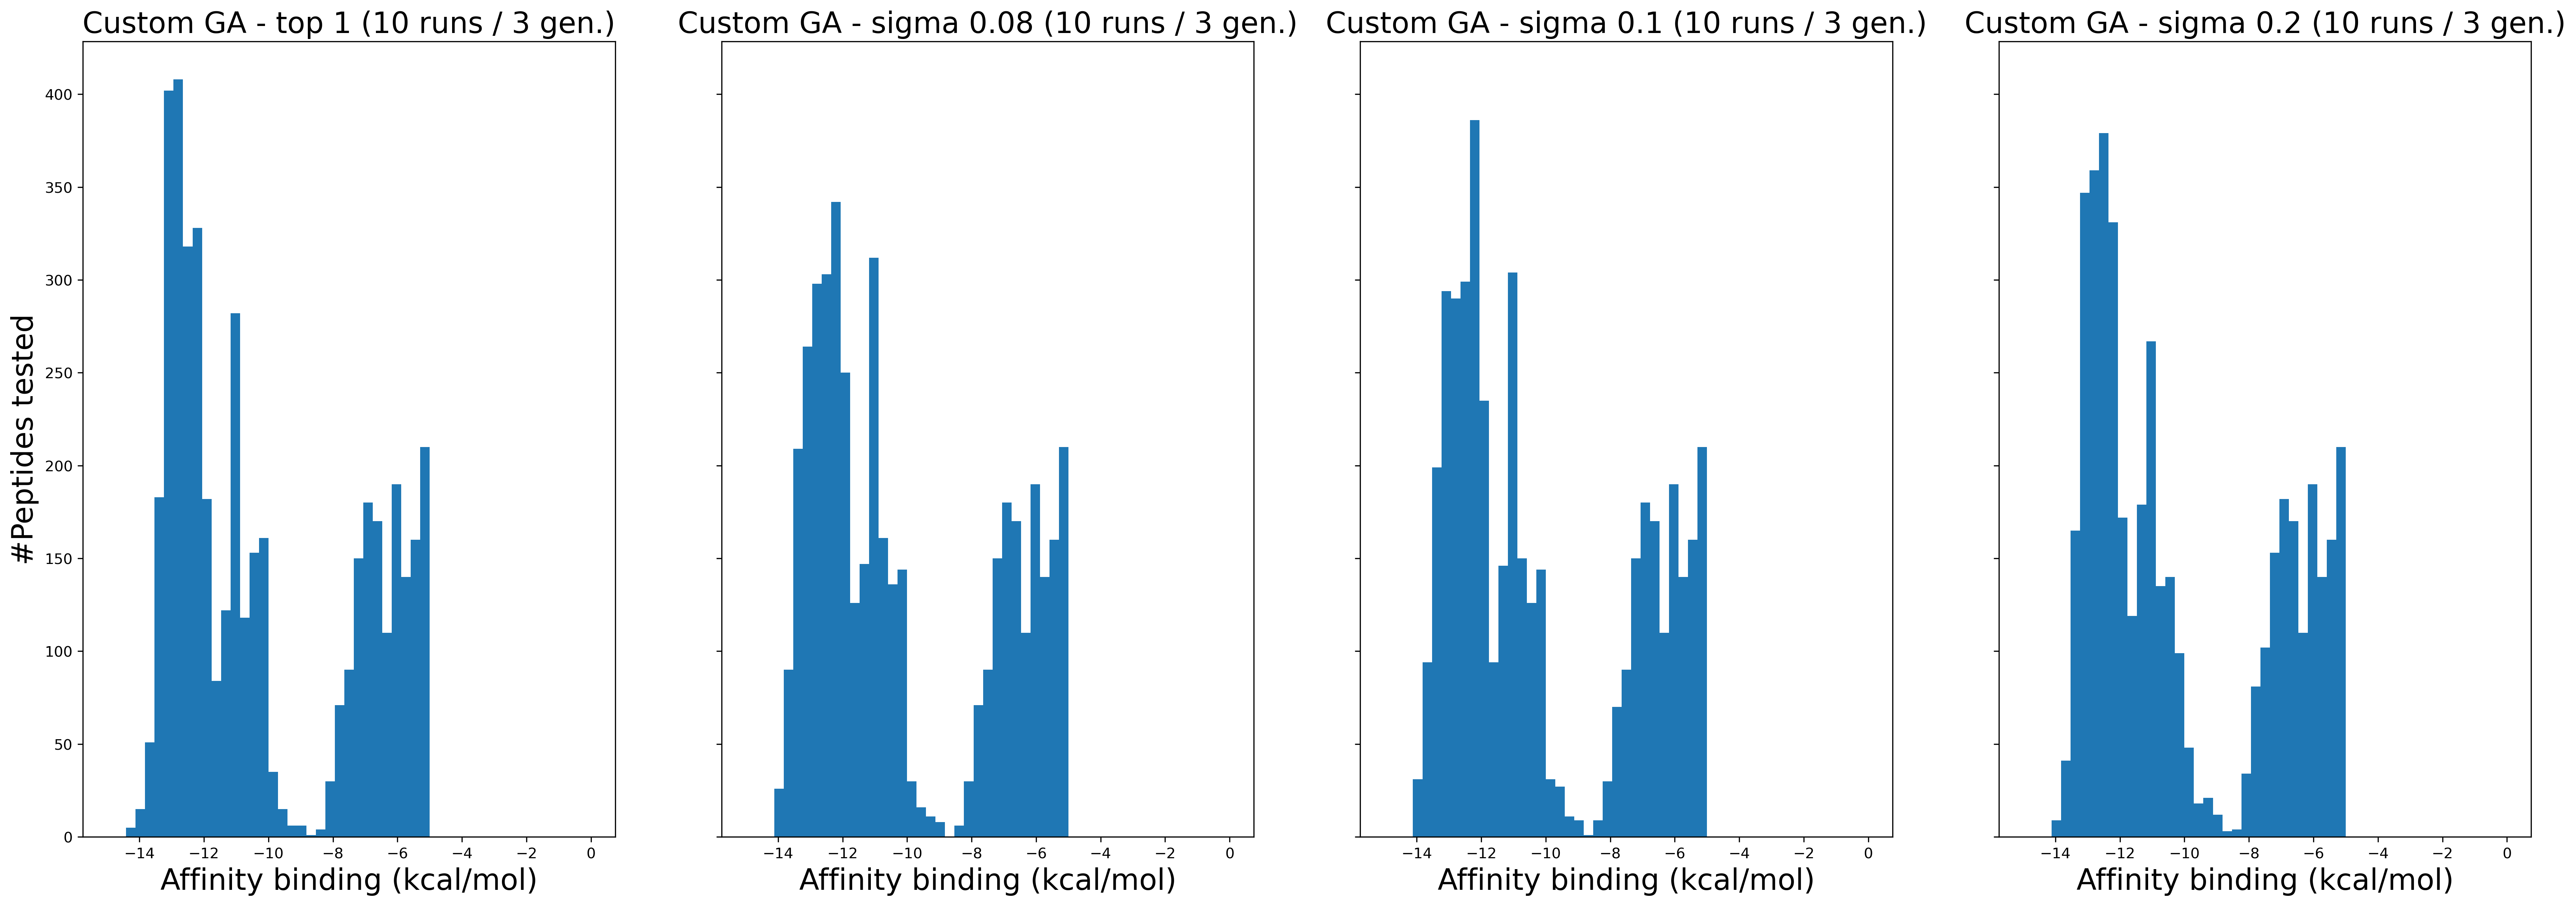 Custom GA - top 1 (10 runs / 3 gen.)
Custom GA - sigma 0.08 (10 runs / 3 gen.)
Custom GA - sigma 0.1 (10 runs / 3 gen.)
Custom GA - sigma 0.2 (10 runs / 3 gen.)
#Peptides tested
400
350
300
250
200
150
100
50
0
−14 −12 −10 −8 −6 −4 −2 0
−14 −12 −10 −8 −6 −4 −2 0
−14 −12 −10 −8 −6 −4 −2 0
−14 −12 −10 −8 −6 −4 −2 0
Affinity binding (kcal/mol)
Affinity binding (kcal/mol)
Affinity binding (kcal/mol)
Affinity binding (kcal/mol)